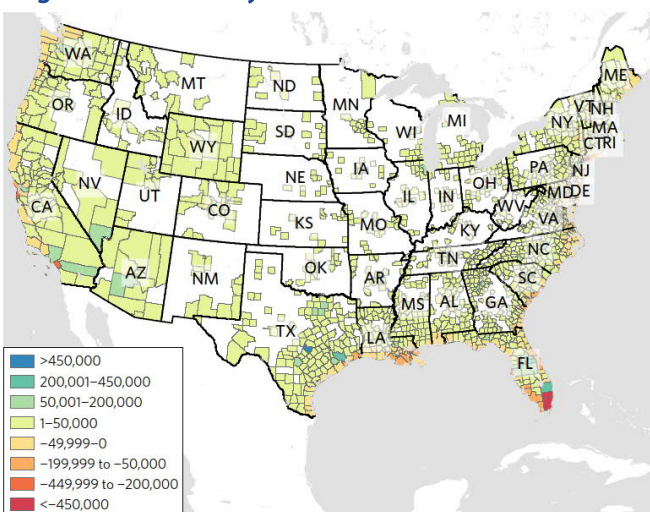 WA
MT
ND
ME
MN
OR
ID
VT
NH
WI
MI
NY
SD
MA
WY
CT
RI
IA
PA
NJ
NE
OH
NV
IL
IN
MD
DE
UT
CA
CO
WV
VA
KS
MO
KY
NC
TN
OK
AZ
NM
AR
SC
MS
AL
GA
TX
LA
FL
>450,000
200,001–450,000
50,001–200,000
1–50,000
–49,999–0
–199,999 to –50,000
–449,999 to –200,000
<–450,000